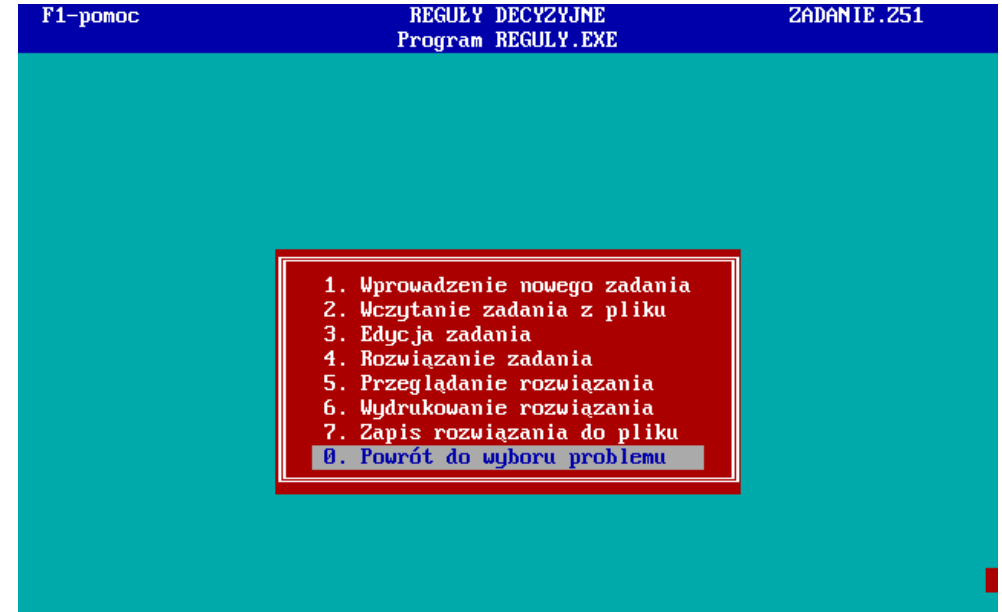 F1-pomoc REGUŁY DECYZYJNE ZADANIE.Z51
Program REGULY.EXE
1. Wprowadzenie nowego zadania
2. Wczytanie zadania z pliku
3. Edycja zadania
4. Rozwiązanie zadania
5. Przeglądanie rozwiązania
6. Wydrukowanie rozwiązania
7. Zapis rozwiązania do pliku
0. Powrót do wyboru problemu